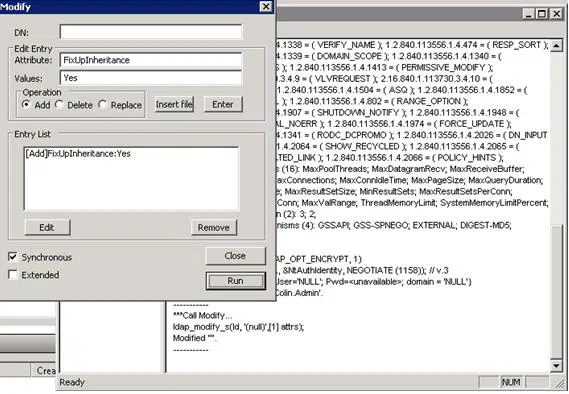 Modify
DN:
Edit Entry
Attribute:
FixUpInheritance
Values:
Yes
Operation
Add
Delete
Replace
Insert file
Enter
Entry List
[Add]FixUpInheritance:Yes
Edit
Remove
Synchronous
Extended
Close
Run
4.1338 = ( VERIFY_NAME ); 1.2.840.113556.1.4.474 = ( RESP_SORT );
4.1339 = ( DOMAIN_SCOPE ); 1.2.840.113556.1.4.1340 = (
S ); 1.2.840.113556.1.4.1413 = ( PERMISSIVE_MODIFY );
0.3.4.9 = ( VLVREQUEST ); 2.16.840.1.113730.3.4.10 = (
.1.4.1504 = ( ASQ ); 1.2.840.113556.1.4.1852 = (
); 1.2.840.113556.1.4.802 = ( RANGE_OPTION );
4.1907 = ( SHUTDOWN_NOTIFY ); 1.2.840.113556.1.4.1948 = (
AL_NOERR ); 1.2.840.113556.1.4.1974 = ( FORCE_UPDATE );
4.1341 = ( RODC_DCPROMO ); 1.2.840.113556.1.4.2026 = ( DN_INPUT
4.2064 = ( SHOW_RECYCLED ); 1.2.840.113556.1.4.2065 = (
ATED_LINK ); 1.2.840.113556.1.4.2066 = ( POLICY_HINTS );
s (16): MaxPoolThreads; MaxDatagramRecv; MaxReceiveBuffer;
axConnections; MaxConnIdleTime; MaxPageSize; MaxQueryDuration;
e; MaxResultSetSize; MinResultSets; MaxResultSetsPerConn;
Conn; MaxValRange; ThreadMemoryLimit; SystemMemoryLimitPercent;
on (2): 3; 2;
nisms (4): GSSAPI; GSS-SPNEGO; EXTERNAL; DIGEST-MD5;
AP_OPT_ENCRYPT, 1)
, &NtAuthIdentity, NEGOTIATE (1158)); // v.3
User='NULL'; Pwd=<unavailable>; domain = 'NULL'}
Colin.Admin'.
-----------
***Call Modify...
ldap_modify_s(ld, '(null)',[1] attrs);
Modified "".
-----------
Crea
Ready
NUM